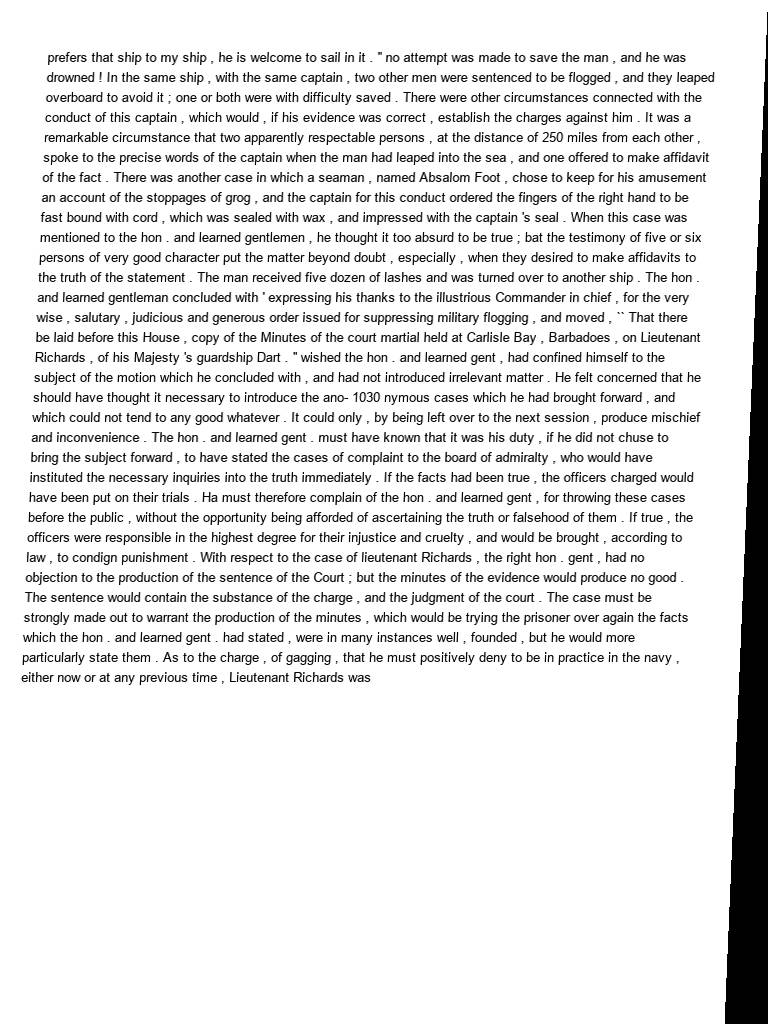 prefers that ship to my ship , he is welcome to sail in it . " no attempt was made to save the man , and he was
drowned ! In the same ship , with the same captain , two other men were sentenced to be flogged , and they leaped
overboard to avoid it ; one or both were with difficulty saved . There were other circumstances connected with the
conduct of this captain , which would , if his evidence was correct , establish the charges against him . It was a
remarkable circumstance that two apparently respectable persons , at the distance of 250 miles from each other ,
spoke to the precise words of the captain when the man had leaped into the sea , and one offered to make affidavit
of the fact . There was another case in which a seaman , named Absalom Foot , chose to keep for his amusement
an account of the stoppages of grog , and the captain for this conduct ordered the fingers of the right hand to be
fast bound with cord , which was sealed with wax , and impressed with the captain 's seal . When this case was
mentioned to the hon . and learned gentlemen , he thought it too absurd to be true ; bat the testimony of five or six
persons of very good character put the matter beyond doubt , especially , when they desired to make affidavits to
the truth of the statement . The man received five dozen of lashes and was turned over to another ship . The hon .
and learned gentleman concluded with ' expressing his thanks to the illustrious Commander in chief , for the very
wise , salutary , judicious and generous order issued for suppressing military flogging , and moved , `` That there
be laid before this House , copy of the Minutes of the court martial held at Carlisle Bay , Barbadoes , on Lieutenant
Richards , of his Majesty 's guardship Dart . " wished the hon . and learned gent , had confined himself to the
subject of the motion which he concluded with , and had not introduced irrelevant matter . He felt concerned that he
should have thought it necessary to introduce the ano- 1030 nymous cases which he had brought forward , and
which could not tend to any good whatever . It could only , by being left over to the next session , produce mischief
and inconvenience . The hon . and learned gent . must have known that it was his duty , if he did not chuse to
bring the subject forward , to have stated the cases of complaint to the board of admiralty , who would have
instituted the necessary inquiries into the truth immediately . If the facts had been true , the officers charged would
have been put on their trials . Ha must therefore complain of the hon . and learned gent , for throwing these cases
before the public , without the opportunity being afforded of ascertaining the truth or falsehood of them . If true , the
officers were responsible in the highest degree for their injustice and cruelty , and would be brought , according to
law , to condign punishment . With respect to the case of lieutenant Richards , the right hon . gent , had no
objection to the production of the sentence of the Court ; but the minutes of the evidence would produce no good .
The sentence would contain the substance of the charge , and the judgment of the court . The case must be
strongly made out to warrant the production of the minutes , which would be trying the prisoner over again the facts
which the hon . and learned gent . had stated , were in many instances well , founded , but he would more
particularly state them . As to the charge , of gagging , that he must positively deny to be in practice in the navy ,
either now or at any previous time , Lieutenant Richards was